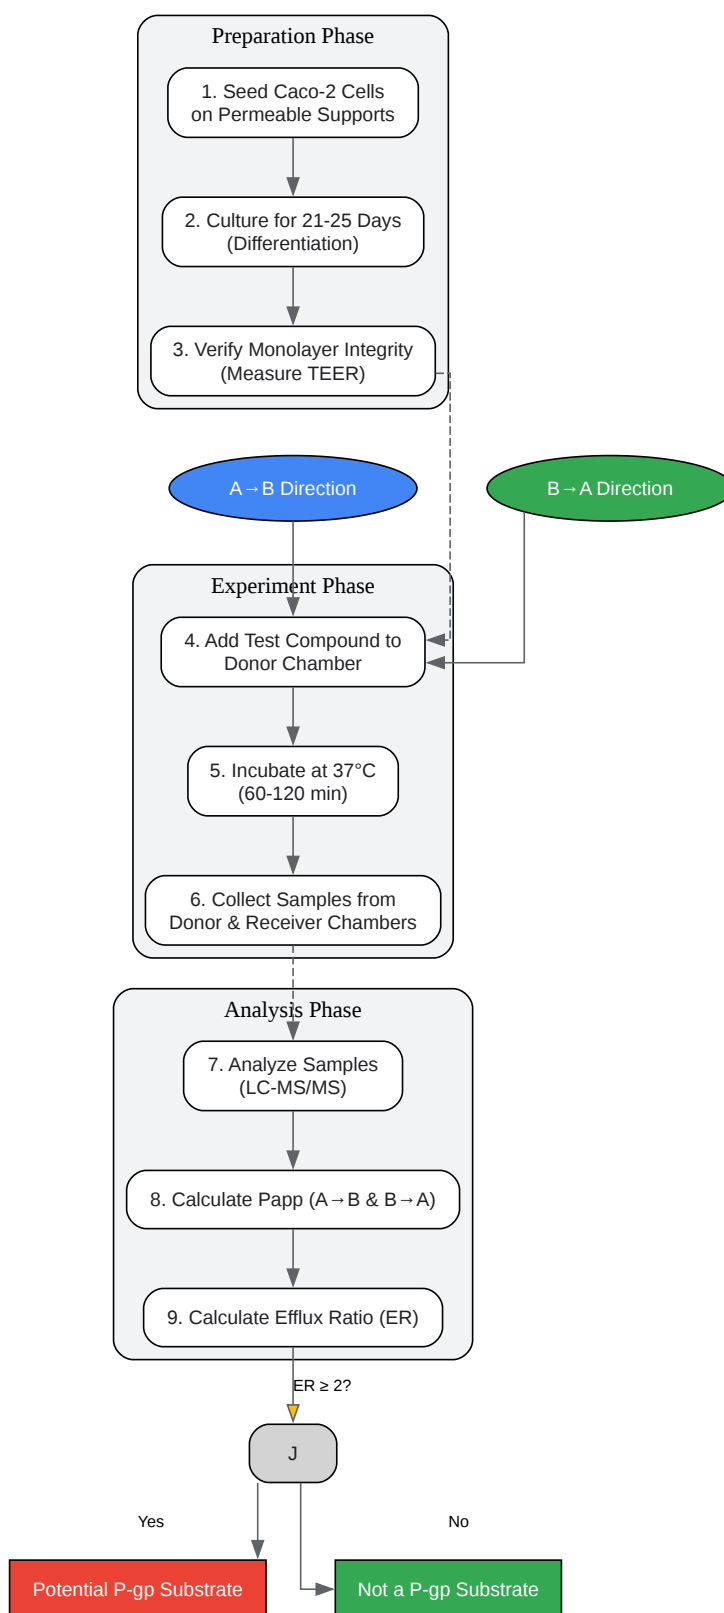 Preparation Phase
1. Seed Caco-2 Cells
on Permeable Supports
2. Culture for 21-25 Days
(Differentiation)
3. Verify Monolayer Integrity
(Measure TEER)
A→B Direction
B→A Direction
Experiment Phase
4. Add Test Compound to
Donor Chamber
5. Incubate at 37°C
(60-120 min)
6. Collect Samples from
Donor & Receiver Chambers
Analysis Phase
7. Analyze Samples
(LC-MS/MS)
8. Calculate Papp (A→B & B→A)
9. Calculate Efflux Ratio (ER)
ER ≥ 2?
J
Yes
No
Potential P-gp Substrate
Not a P-gp Substrate